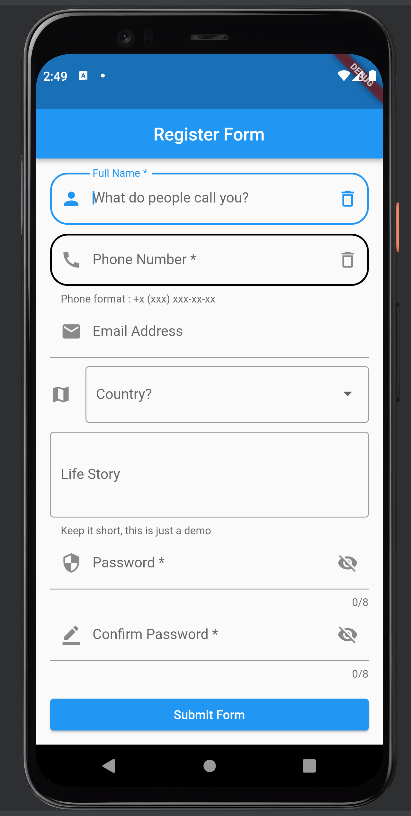 2:49
DEBUG
Register Form
Full Name *
What do people call you?
Phone Number *
Phone format : +x (xxx) xxx-xx-xx
Email Address
Country?
Life Story
Keep it short, this is just a demo
Password *
0/8
Confirm Password *
0/8
Submit Form